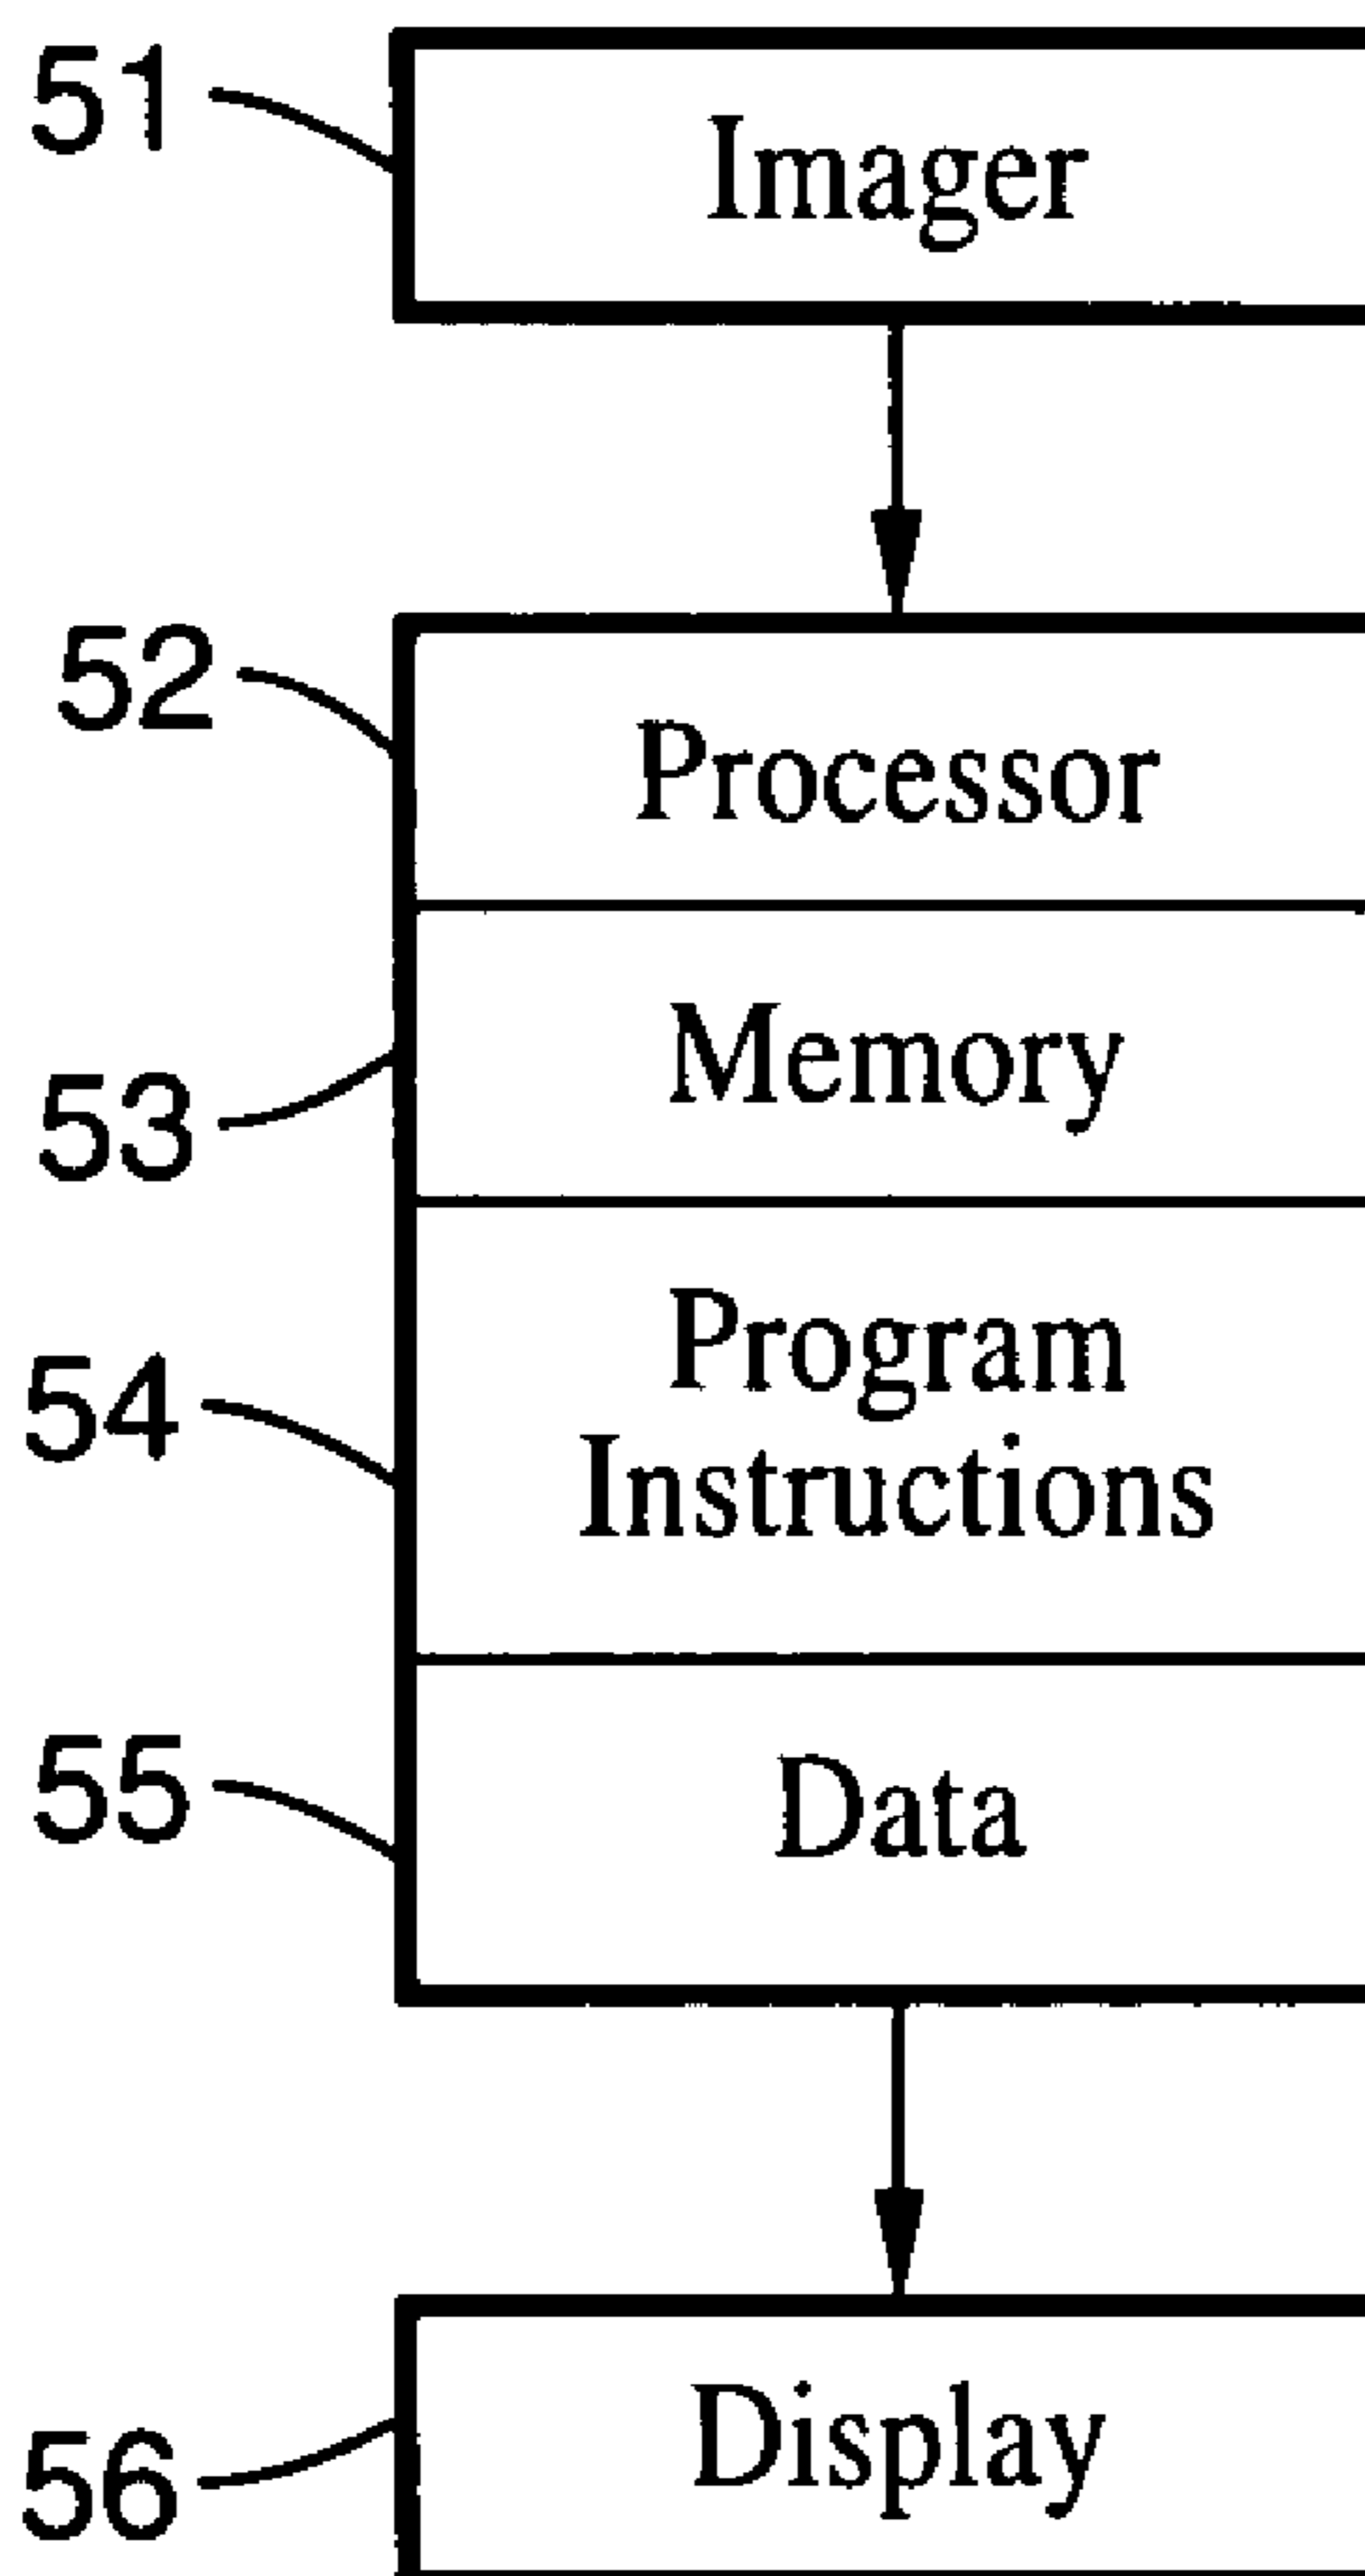 51
Imager
52
Processor
Memory
53
Program
54
Instructions
55
Data
Display
56